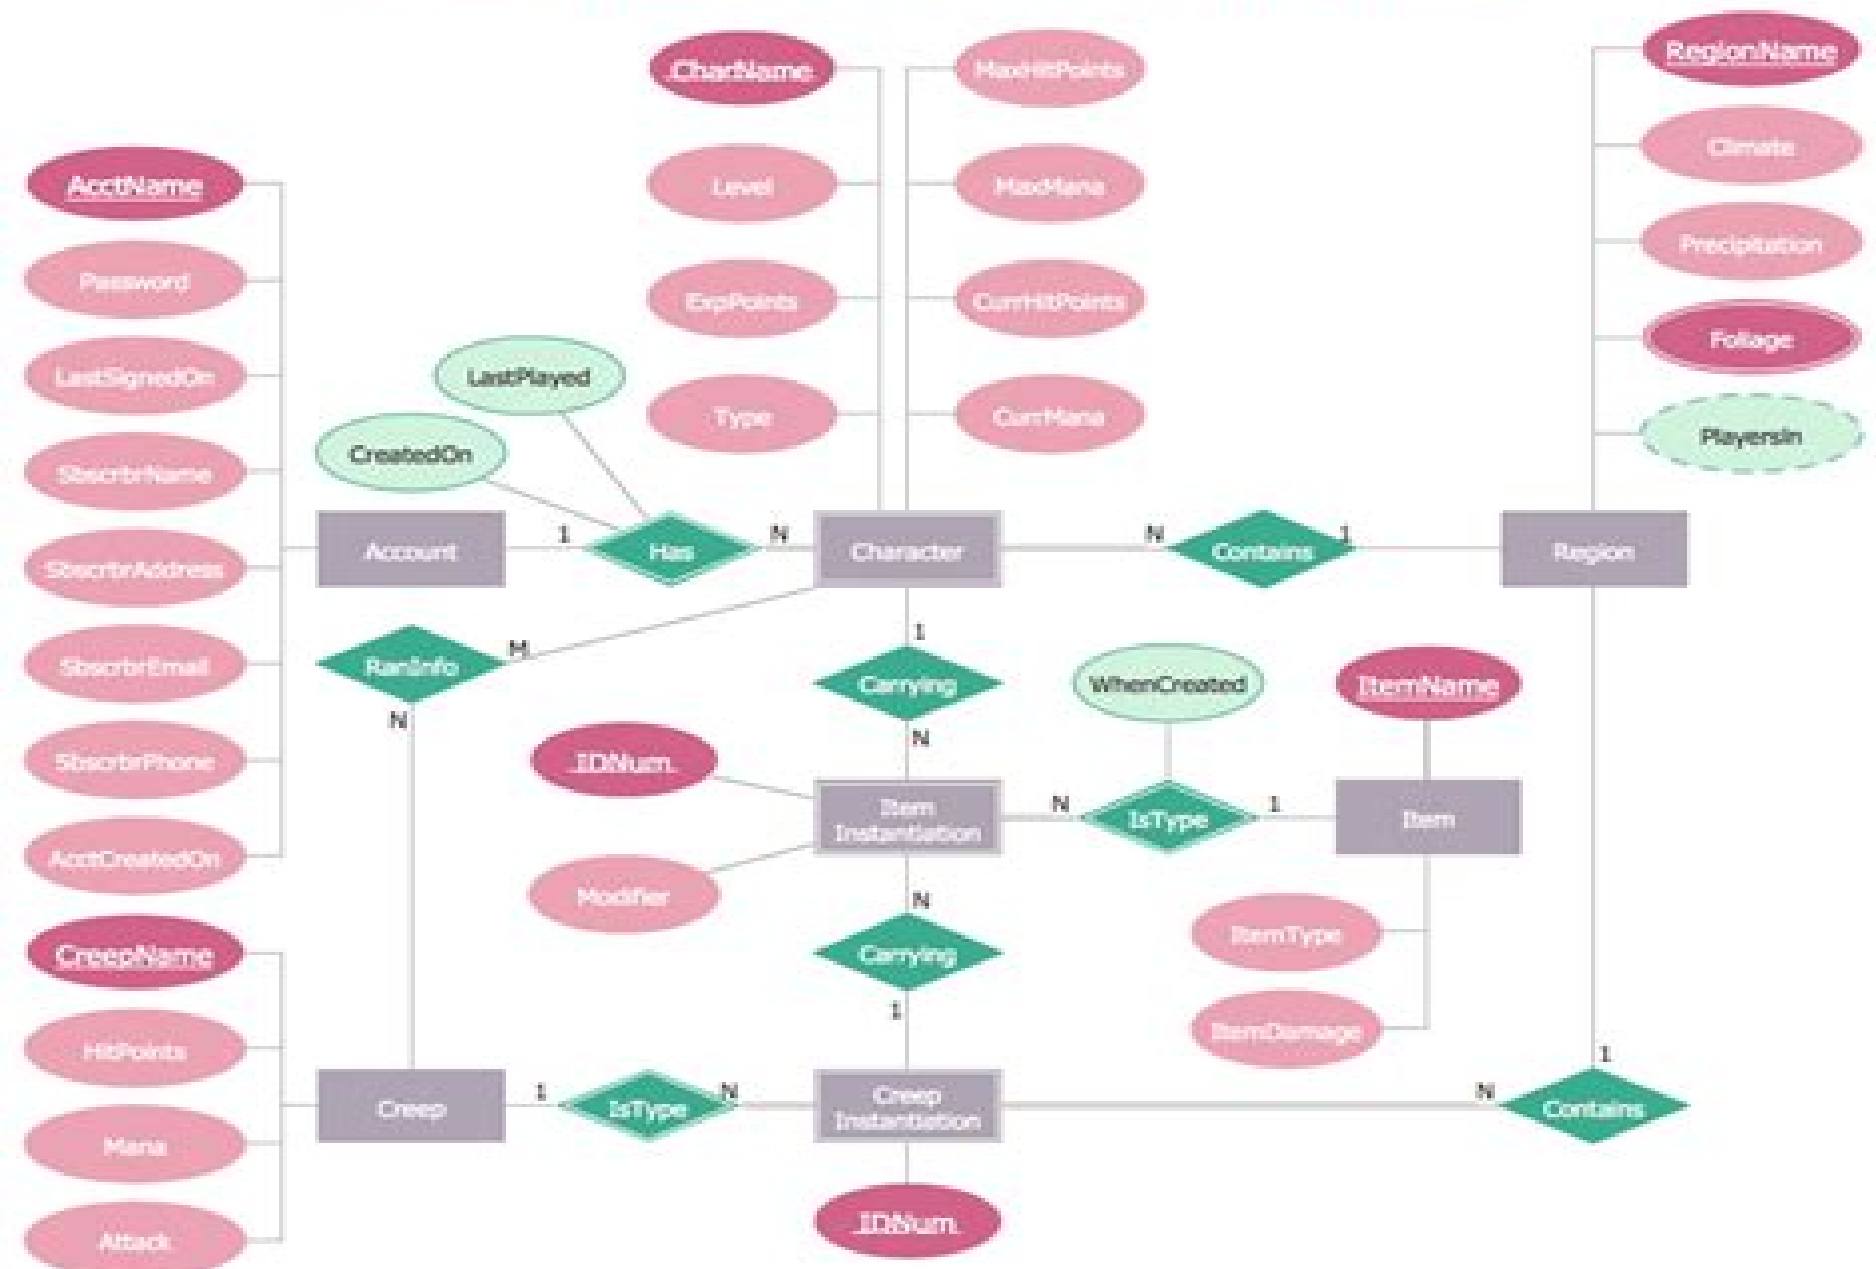 CharName
MaxHitPoints
RegionName
Level
MaxMana
Climate
AcctName
ExpPoints
CurrHitPoints
Precipitation
Password
Type
CurrMana
Foliage
LastSignedOn
LastPlayed
PlayersIn
SbscrbrName
CreatedOn
Account
1
Has
N
Character
N
Contains
1
Region
SbscrbrAddress
RanInfo
M
N
1
Carrying
N
WhenCreated
ItemName
SbscrbrEmail
SbscrbrPhone
IDNum
Item
Instantiation
N
IsType
1
Item
AcctCreatedOn
Modifier
N
Carrying
1
ItemType
ItemDamage
CreepName
HitPoints
Mana
Attack
Creep
1
IsType
N
Creep
Instantiation
N
1
Contains
IDNum